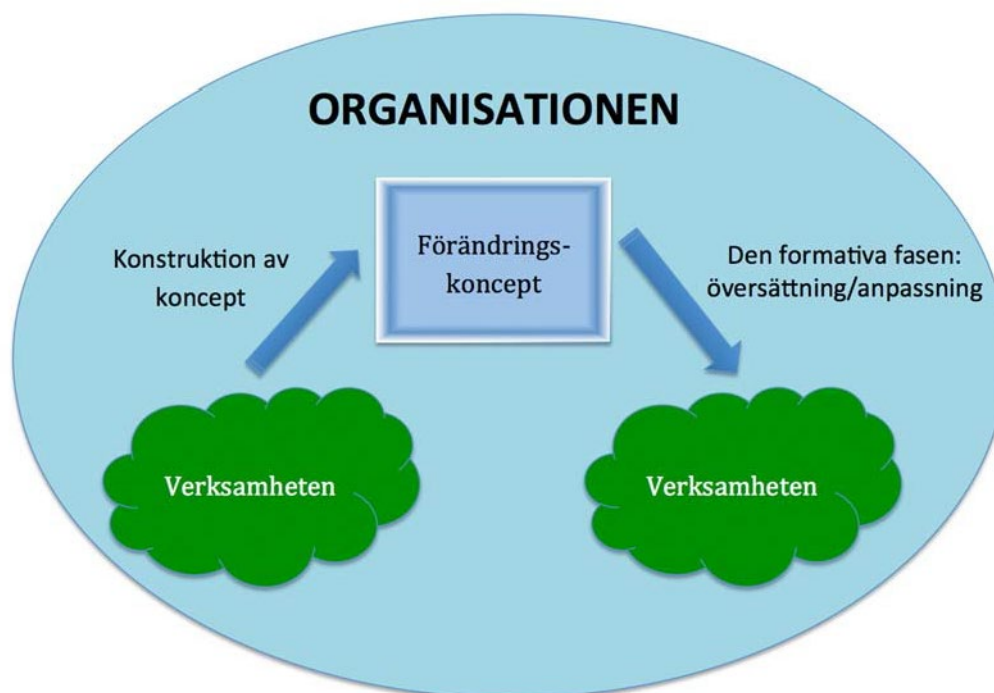 ORGANISATIONEN
Konstruktion av
koncept
Förändrings-
koncept
Den formativa fasen:
översättning/anpassning
Verksamheten
Verksamheten